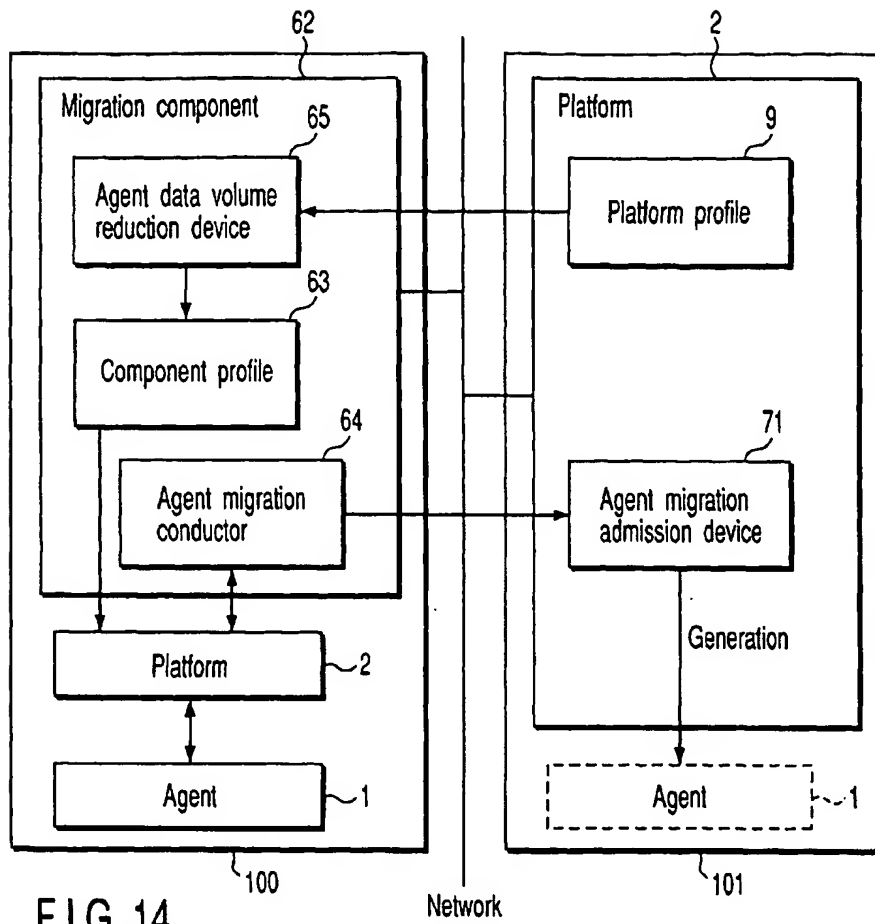 62
2
Migration component
65
Agent data volume
reduction device
Platform
9
Platform profile
63
Component profile
64
Agent migration
conductor
71
Agent migration
admission device
Generation
Platform
2
Agent
1
Agent
1
100
Network
101
FIG. 14